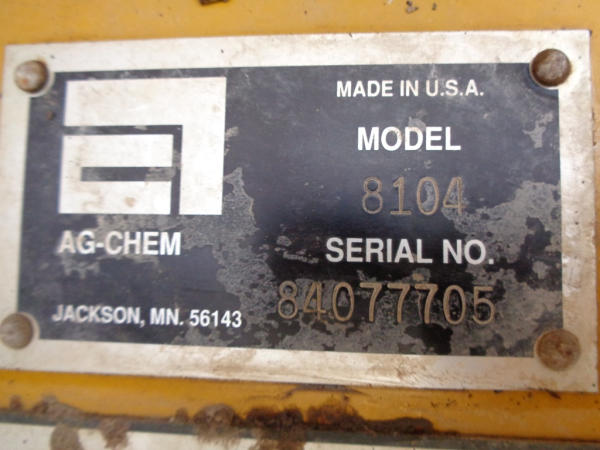 MADE IN U.S.A.
MODEL
8104
AG-CHEM
SERIAL NO.
84077705
JACKSON, MN. 56143